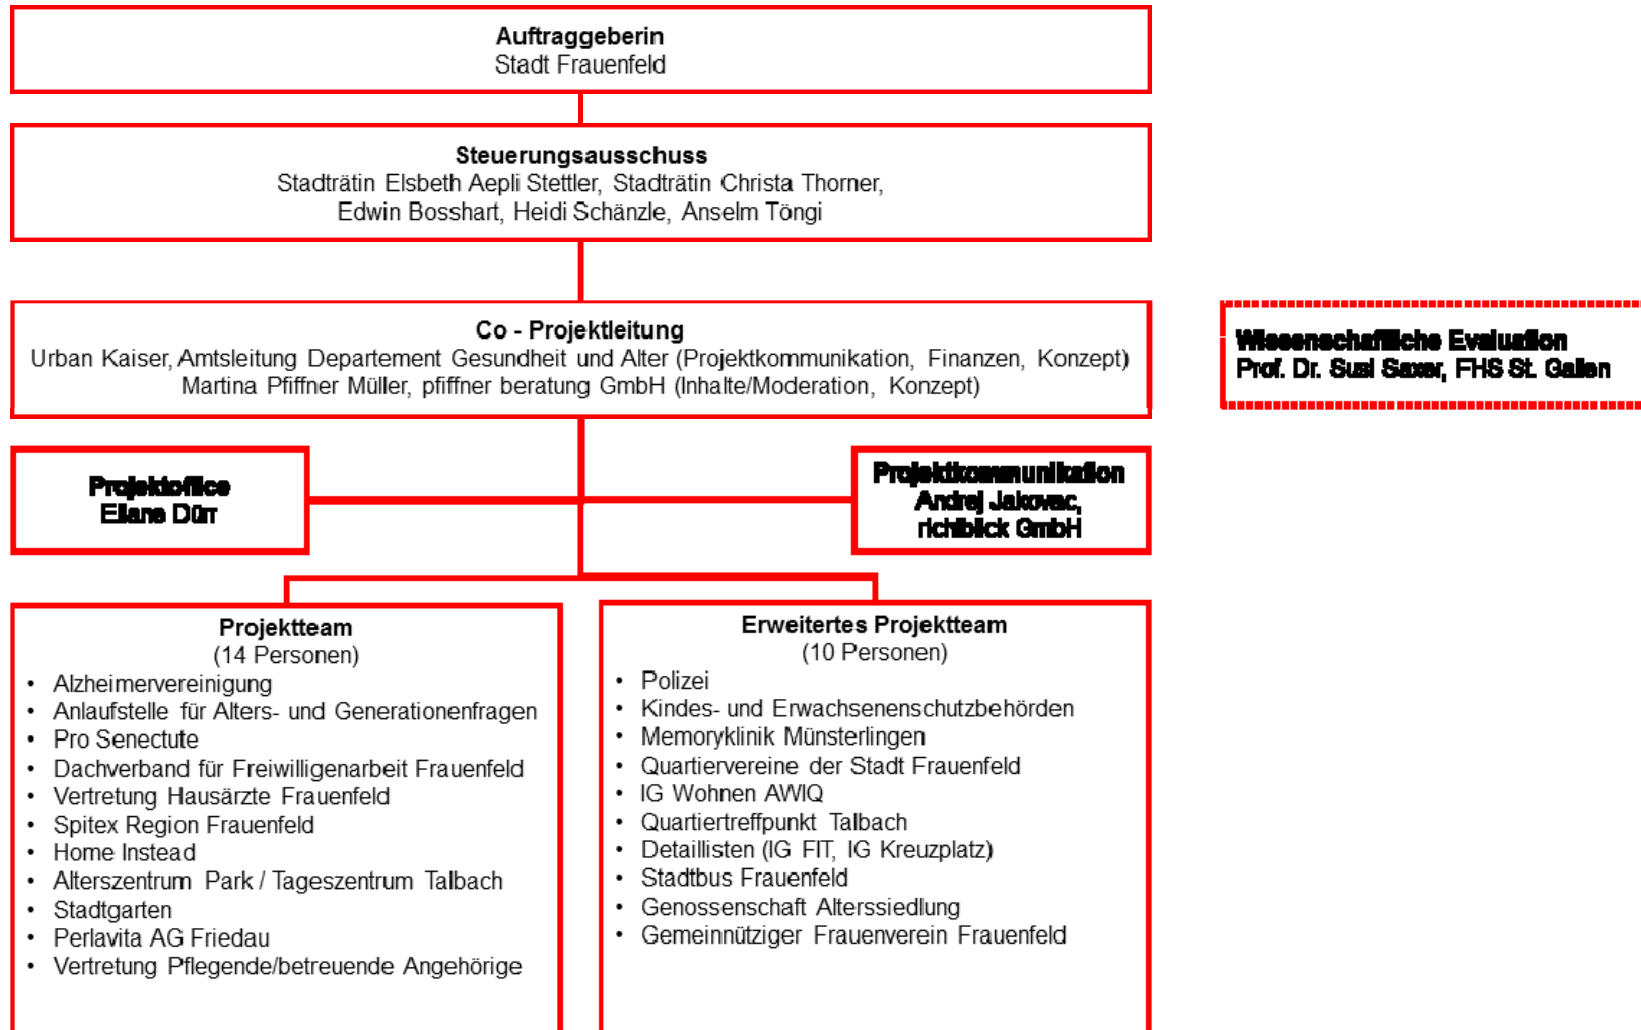 Auftraggeberin
Stadt Frauenfeld
Steuerungsausschuss
Stadträtin Elsbeth Aepli Stettler, Stadträtin Christa Thorner,
Edwin Bosshart, Heidi Schänzle, Anselm Töngi
Co - Projektleitung
Urban Kaiser, Amtsleitung Departement Gesundheit und Alter (Projektkommunikation, Finanzen, Konzept)
Martina Pfiffner Müller, pfiffner beratung GmbH (Inhalte/Moderation, Konzept)
Wissenschaftliche Evaluation
Prof. Dr. Susi Saxer, FHS St. Gallen
Projektoffice
Eliane Dürr
Projektkommunikation
Andrej Jakovac,
richtblick GmbH
Projektteam
(14 Personen)
• Alzheimervereinigung
• Anlaufstelle für Alters- und Generationenfragen
• Pro Senectute
• Dachverband für Freiwilligenarbeit Frauenfeld
• Vertretung Hausärzte Frauenfeld
• Spitex Region Frauenfeld
• Home Instead
• Alterszentrum Park / Tageszentrum Talbach
• Stadtgarten
• Perlavita AG Friedau
• Vertretung Pflegende/betreuende Angehörige
Erweitertes Projektteam
(10 Personen)
• Polizei
• Kindes- und Erwachsenenschutzbehörden
• Memoryklinik Münsterlingen
• Quartiervereine der Stadt Frauenfeld
• IG Wohnen AWIQ
• Quartiertreffpunkt Talbach
• Detaillisten (IG FIT, IG Kreuzplatz)
• Stadtbus Frauenfeld
• Genossenschaft Alterssiedlung
• Gemeinnütziger Frauenverein Frauenfeld